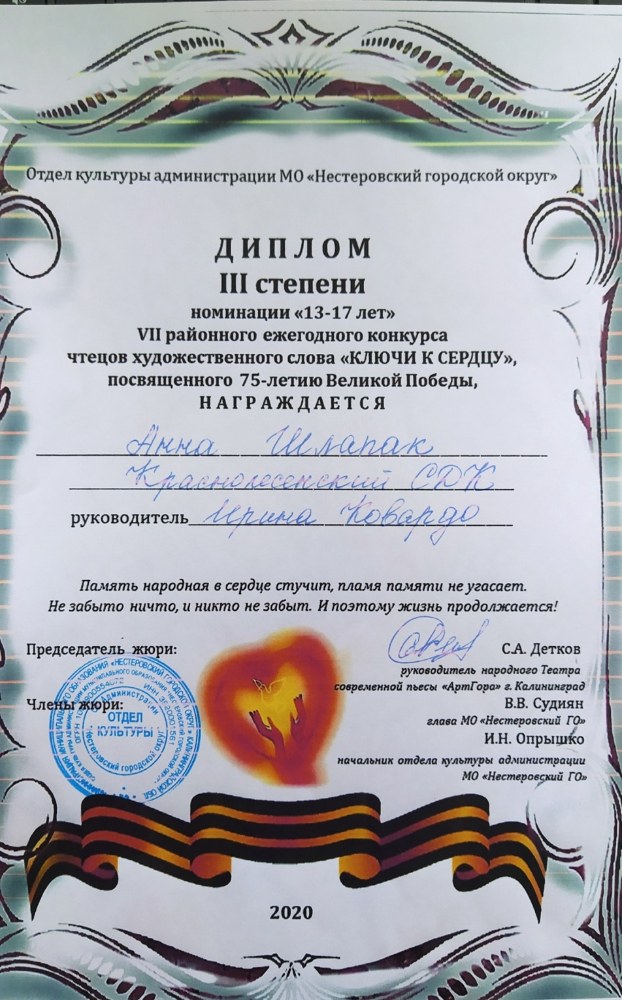 Отдел культуры администрации МО «Нестеровский городской округ»
ДИПЛОМ
III степени
номинации «13-17 лет»
VII районного ежегодного конкурса
чтецов художественного слова «КЛЮЧИ К СЕРДЦУ»,
посвященного 75-летию Великой Победы,
НАГРАЖДАЕТСЯ
Анна Шлапак
Краснолесенский СДК
руководитель Ирина Ковардо
Память народная в сердце стучит, пламя памяти не угасает.
Не забыто ничто, и никто не забыт. И поэтому жизнь продолжается!
Председатель жюри:
С.А. Детков
руководитель народного Театра
современной пьесы «АртГора» г. Калининград
Члены жюри:
В.В. Судиян
глава МО «Нестеровский ГО»
И.Н. Опрышко
начальник отдела культуры администрации
МО «Нестеровский ГО»
ОТДЕЛ
КУЛЬТУРЫ
Нестеровский городской округ
2020